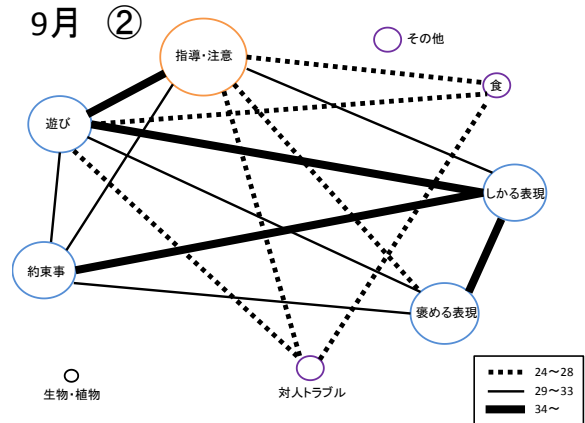 9月 ②
指導・注意
その他
食
遊び
しかる表現
約束事
褒める表現
対人トラブル
生物・植物
24～28
29～33
34～